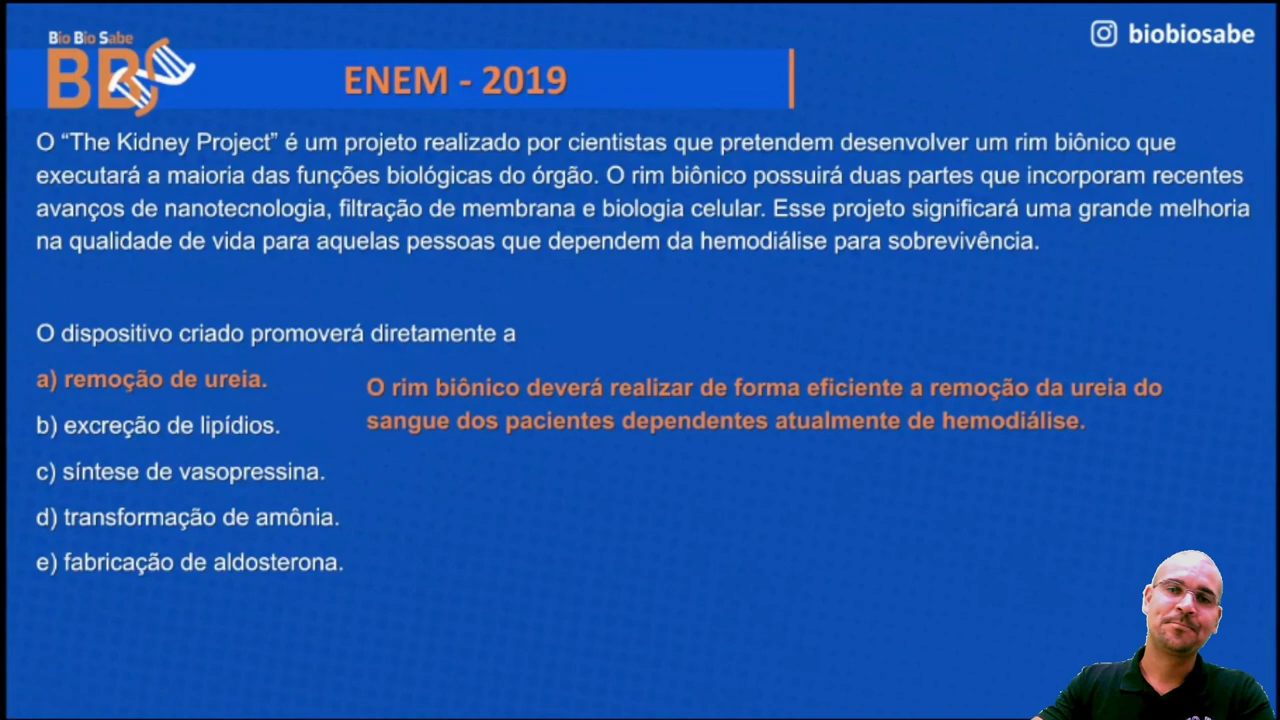 Bio Bio Sabe
BBS
biobiosabe
ENEM - 2019
O “The Kidney Project” é um projeto realizado por cientistas que pretendem desenvolver um rim biônico que
executará a maioria das funções biológicas do órgão. O rim biônico possuirá duas partes que incorporam recentes
avanços de nanotecnologia, filtração de membrana e biologia celular. Esse projeto significará uma grande melhoria
na qualidade de vida para aquelas pessoas que dependem da hemodiálise para sobrevivência.
O dispositivo criado promoverá diretamente a
a) remoção de ureia.
O rim biônico deverá realizar de forma eficiente a remoção da ureia do
sangue dos pacientes dependentes atualmente de hemodiálise.
b) excreção de lipídios.
c) síntese de vasopressina.
d) transformação de amônia.
e) fabricação de aldosterona.